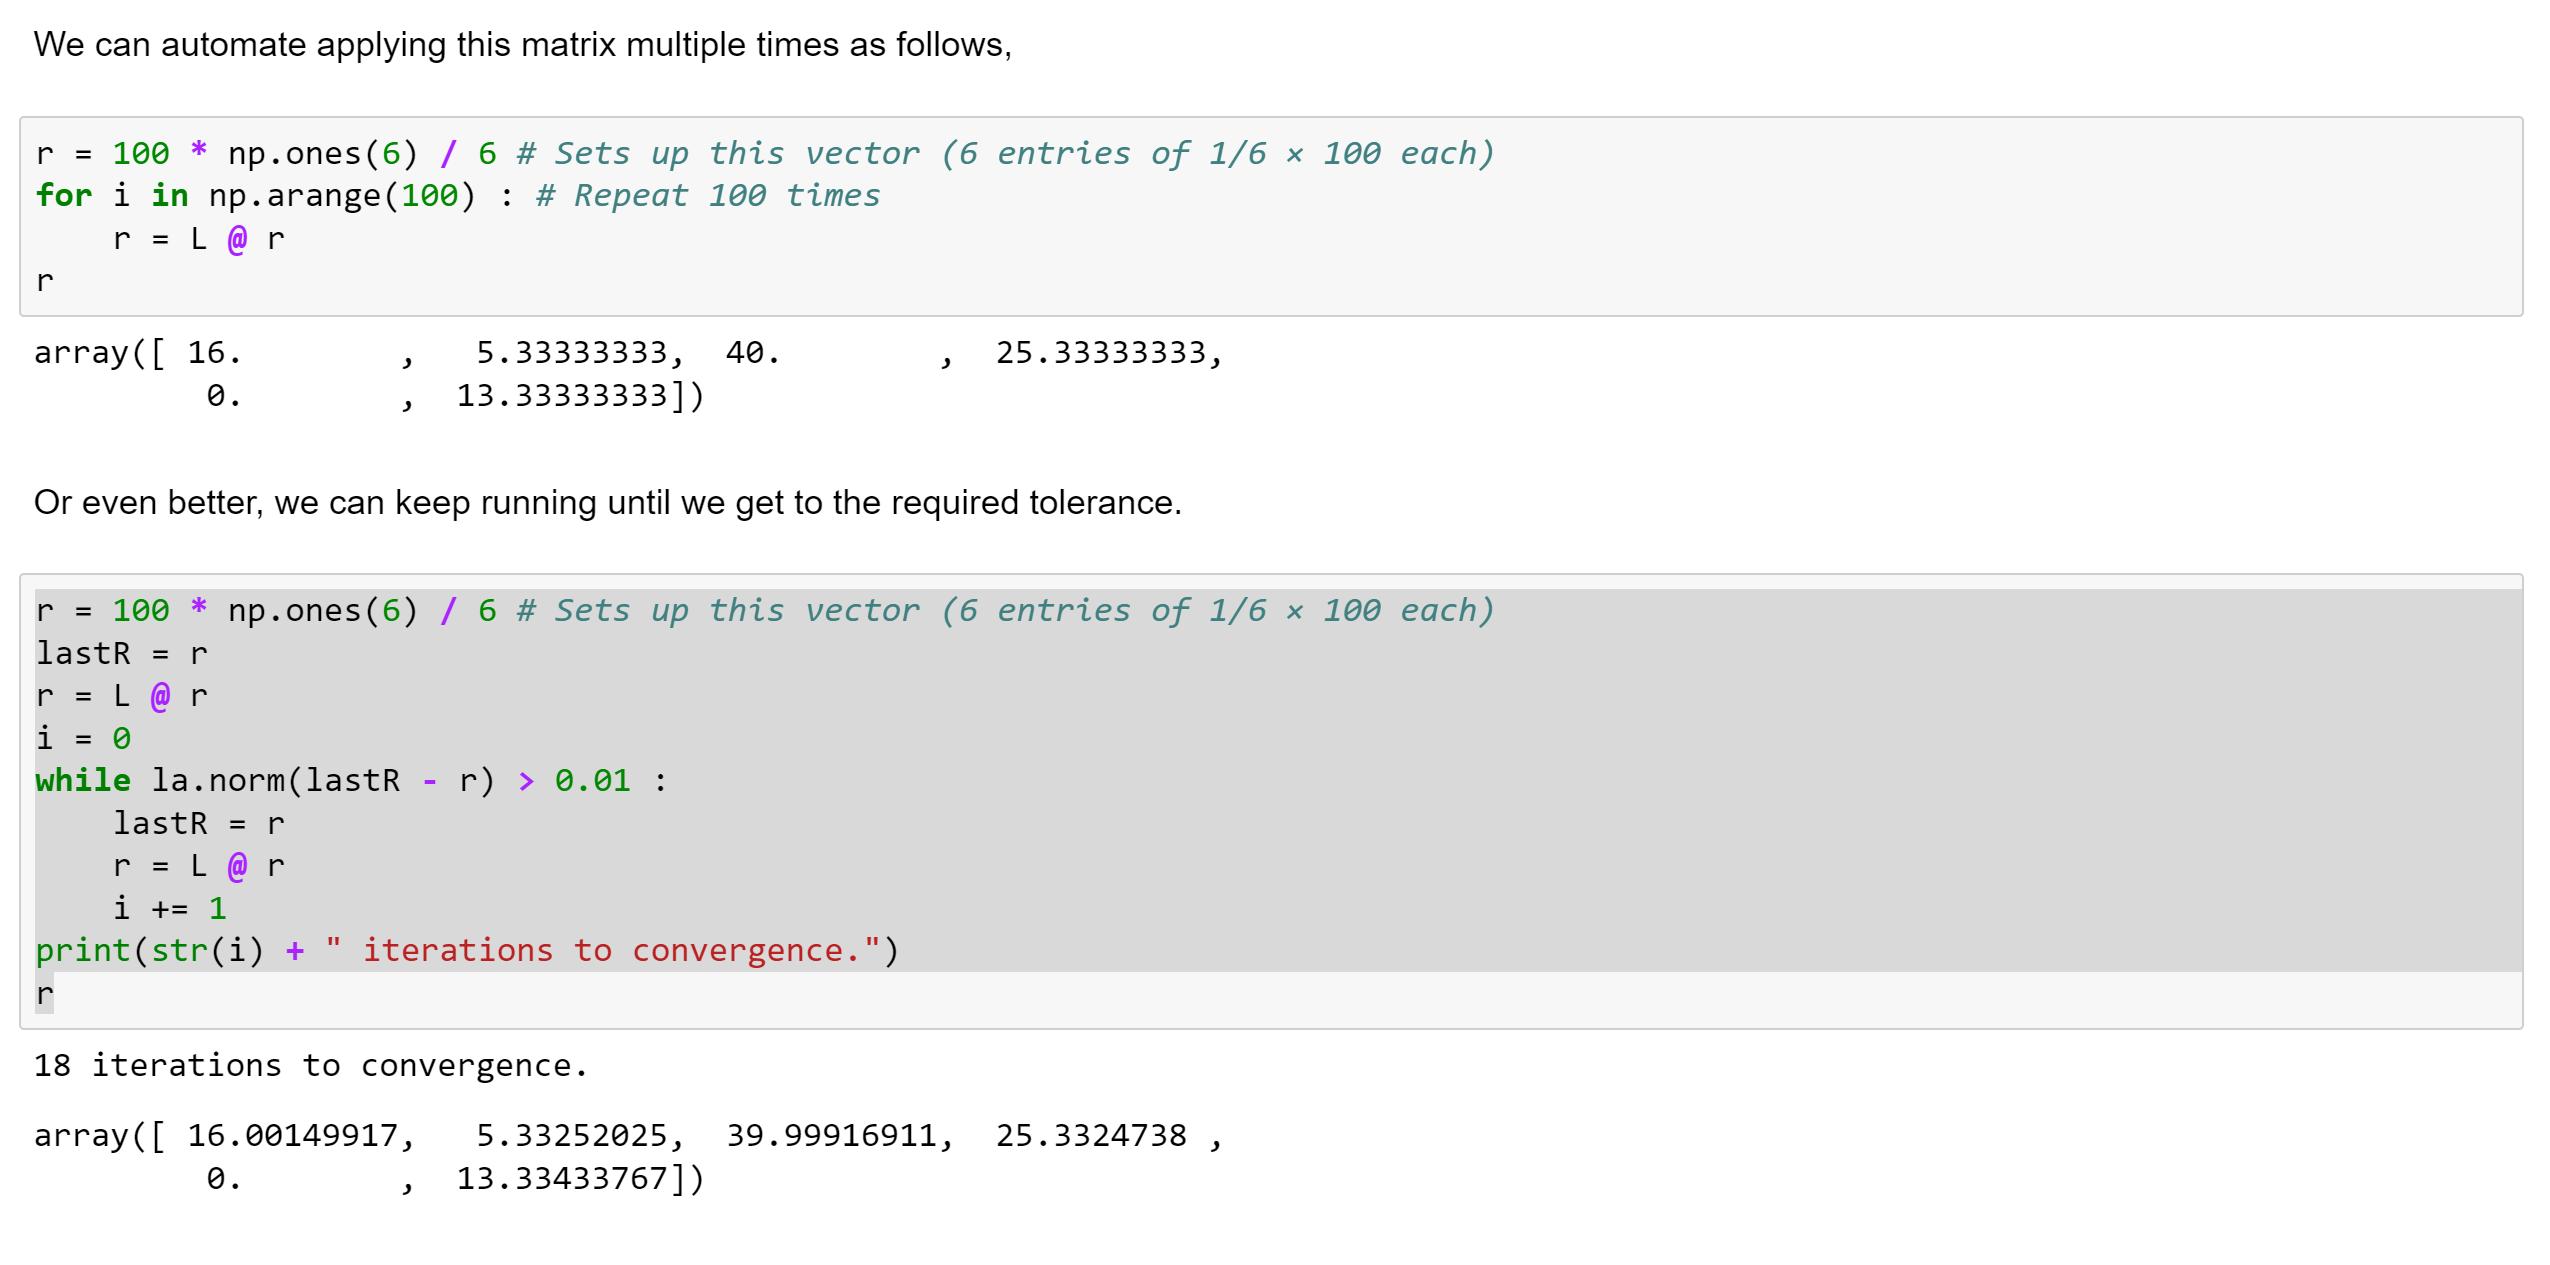 We can automate applying this matrix multiple times as follows,
r = 100 * np.ones(6) / 6 # Sets up this vector (6 entries of 1/6 × 100 each)
for i in np.arange(100) : # Repeat 100 times
    r = L @ r
r
array([ 16.        ,   5.33333333,  40.        ,  25.33333333,
         0.        ,  13.33333333])
Or even better, we can keep running until we get to the required tolerance.
r = 100 * np.ones(6) / 6 # Sets up this vector (6 entries of 1/6 × 100 each)
lastR = r
r = L @ r
i = 0
while la.norm(lastR - r) > 0.01 :
    lastR = r
    r = L @ r
    i += 1
print(str(i) + " iterations to convergence.")
r
18 iterations to convergence.
array([ 16.00149917,   5.33252025,  39.99916911,  25.3324738 ,
         0.        ,  13.33433767])